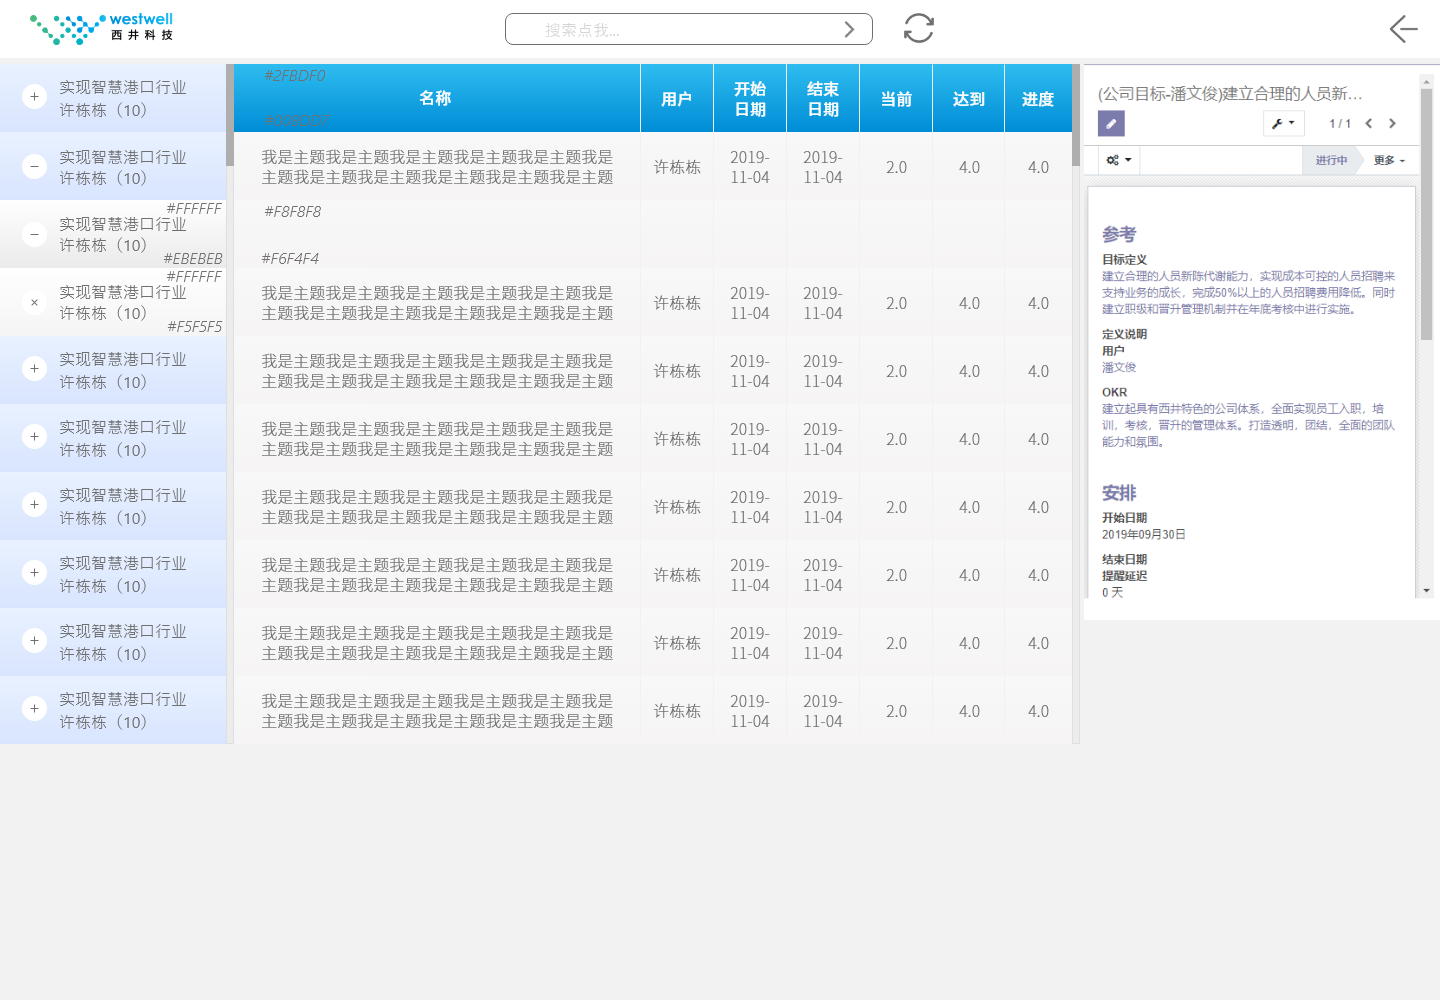 westwell
西井科技
搜索点我...
实现智慧港口行业
许栋栋（10）
实现智慧港口行业
许栋栋（10）
#FFFFFF
实现智慧港口行业
许栋栋（10）
#EBEBEB
#FFFFFF
实现智慧港口行业
许栋栋（10）
#F5F5F5
实现智慧港口行业
许栋栋（10）
实现智慧港口行业
许栋栋（10）
实现智慧港口行业
许栋栋（10）
实现智慧港口行业
许栋栋（10）
实现智慧港口行业
许栋栋（10）
实现智慧港口行业
许栋栋（10）
#2FBDF0
名称 用户 开始日期 结束日期 当前 达到 进度
我是主题我是主题我是主题我是主题我是主题我是
主题我是主题我是主题我是主题我是主题我是主题
许栋栋 2019-11-04 2019-11-04 2.0 4.0 4.0
#F8F8F8
#F6F4F4
我是主题我是主题我是主题我是主题我是主题我是
主题我是主题我是主题我是主题我是主题我是主题
许栋栋 2019-11-04 2019-11-04 2.0 4.0 4.0
我是主题我是主题我是主题我是主题我是主题我是
主题我是主题我是主题我是主题我是主题我是主题
许栋栋 2019-11-04 2019-11-04 2.0 4.0 4.0
我是主题我是主题我是主题我是主题我是主题我是
主题我是主题我是主题我是主题我是主题我是主题
许栋栋 2019-11-04 2019-11-04 2.0 4.0 4.0
我是主题我是主题我是主题我是主题我是主题我是
主题我是主题我是主题我是主题我是主题我是主题
许栋栋 2019-11-04 2019-11-04 2.0 4.0 4.0
我是主题我是主题我是主题我是主题我是主题我是
主题我是主题我是主题我是主题我是主题我是主题
许栋栋 2019-11-04 2019-11-04 2.0 4.0 4.0
我是主题我是主题我是主题我是主题我是主题我是
主题我是主题我是主题我是主题我是主题我是主题
许栋栋 2019-11-04 2019-11-04 2.0 4.0 4.0
我是主题我是主题我是主题我是主题我是主题我是
主题我是主题我是主题我是主题我是主题我是主题
许栋栋 2019-11-04 2019-11-04 2.0 4.0 4.0
(公司目标-潘文俊)建立合理的人员新...
1 / 1
进行中 更多
参考
目标定义
建立合理的人员新陈代谢能力，实现成本可控的人员招聘来
支持业务的成长，完成50%以上的人员招聘费用降低。同时
建立职级和晋升管理机制并在年底考核中进行实施。
定义说明
用户
潘文俊
OKR
建立起具有西井特色的公司体系，全面实现员工入职，培
训，考核，晋升的管理体系。打造透明，团结，全面的团队
能力和氛围。
安排
开始日期
2019年09月30日
结束日期
提醒延迟
0 天